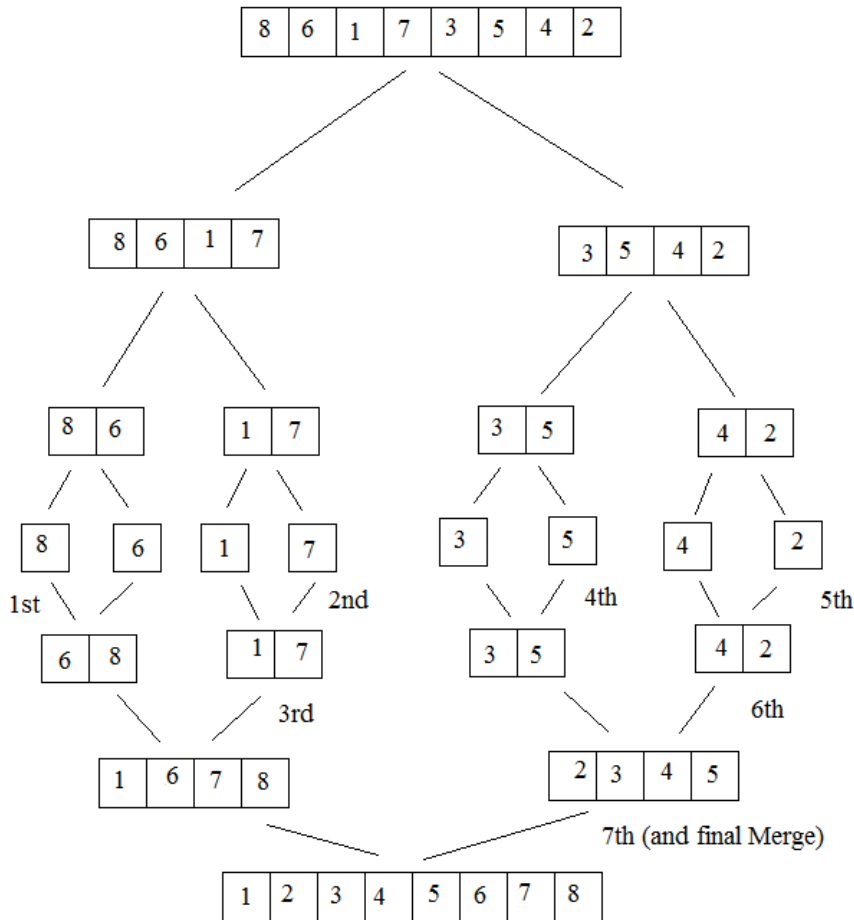 8 6 1 7 3 5 4 2
8 6 1 7
3 5 4 2
8 6
1 7
3 5
4 2
8
6
1
7
3
5
4
2
1st
2nd
4th
5th
6 8
1 7
3 5
4 2
3rd
6th
1 6 7 8
2 3 4 5
7th (and final Merge)
1 2 3 4 5 6 7 8